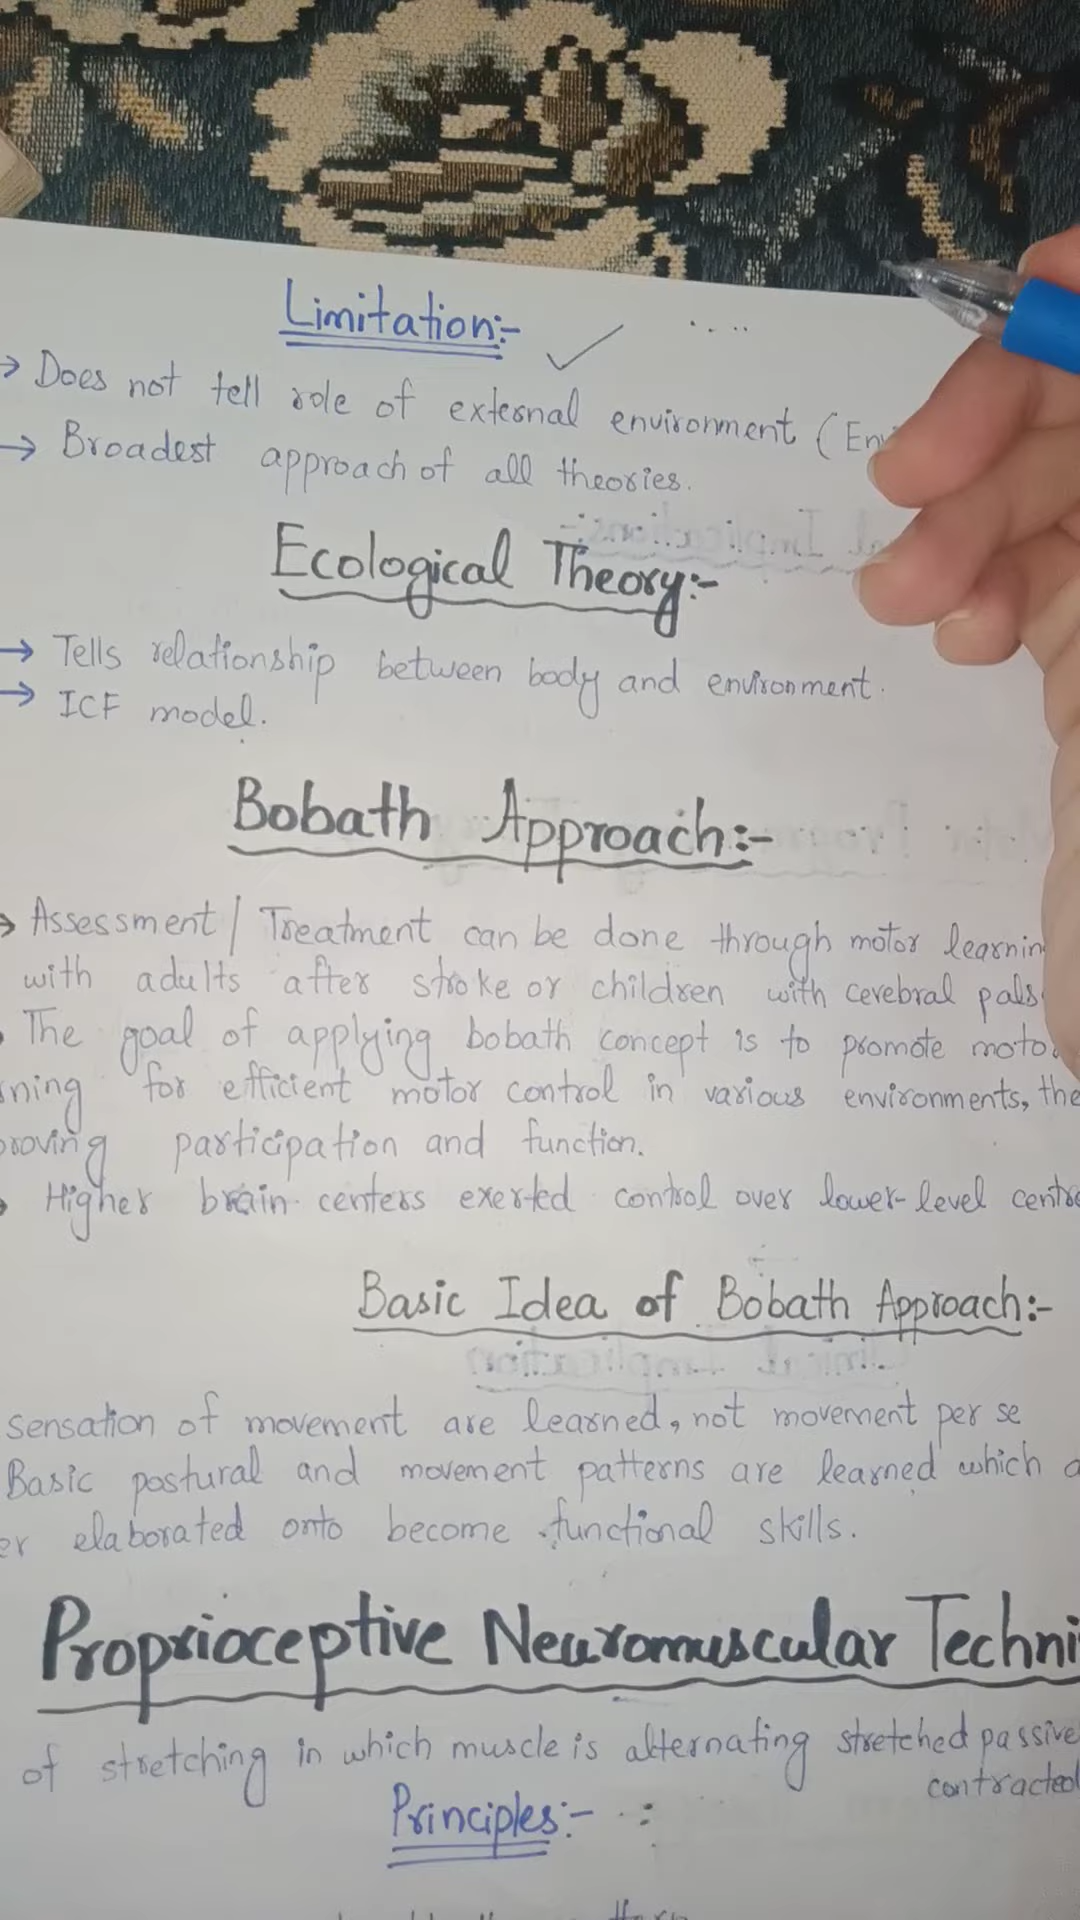 Limitation:-
→ Does not tell role of external environment (Env
→ Broadest approach of all theories.
Ecological Theory:-
→ Tells relationship between body and environment.
→ ICF model.
Bobath Approach:-
→ Assessment / Treatment can be done through motor learnin
with adults after stroke or children with cerebral pals
The goal of applying bobath concept is to promote moto
rning for efficient motor control in various environments, the
proving participation and function.
Higher brain centers exerted control over lower-level centre
Basic Idea of Bobath Approach:-
sensation of movement are learned, not movement per se
Basic postural and movement patterns are learned which a
er elaborated onto become functional skills.
Proprioceptive Neuromuscular Techni
of stretching in which muscle is alternating stretched passive
contracted
Principles:-